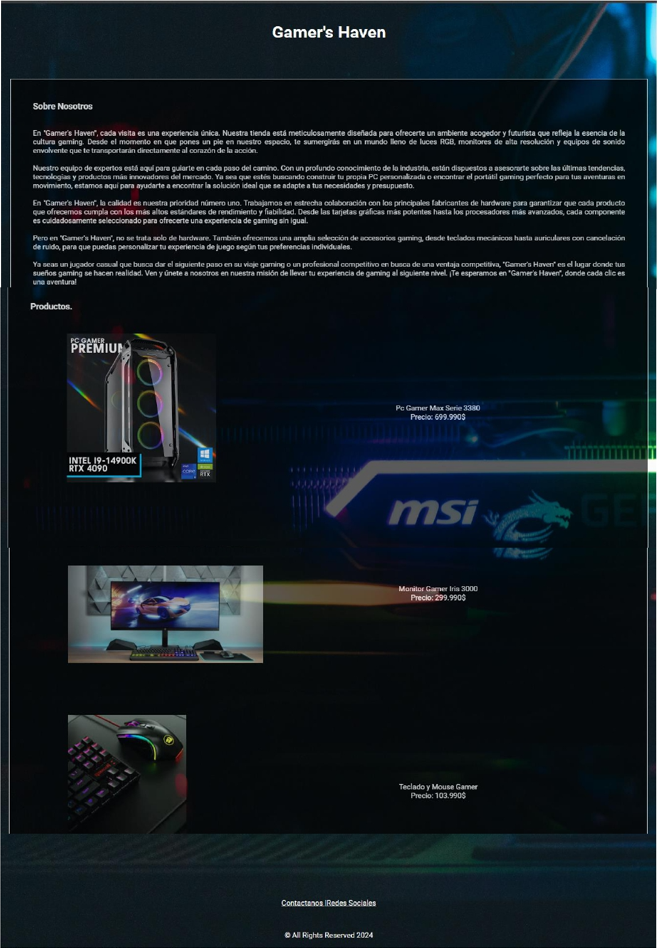 Gamer's Haven
Sobre Nosotros
En "Gamer's Haven", cada visita es una experiencia única. Nuestra tienda está meticulosamente diseñada para ofrecerte un ambiente acogedor y futurista que refleja la esencia de la
cultura gaming. Desde el momento en que pones un pie en nuestro espacio, te sumergirás en un mundo lleno de luces RGB, monitores de alta resolución y equipos de sonido
envolvente que te transportarán directamente al corazón de la acción.
Nuestro equipo de expertos está aquí para guiarte en cada paso del camino. Con un profundo conocimiento de la industria, están dispuestos a asesorarte sobre las últimas tendencias,
tecnologías y productos más innovadores del mercado. Ya sea que estés buscando construir tu propia PC personalizada o encontrar el portátil gaming perfecto para tus aventuras en
movimiento, estamos aquí para ayudarte a encontrar la solución ideal que se adapte a tus necesidades y presupuesto.
En "Gamer's Haven", la calidad es nuestra prioridad número uno. Trabajamos en estrecha colaboración con los principales fabricantes de hardware para garantizar que cada producto
que ofrecemos cumpla con los más altos estándares de rendimiento y fiabilidad. Desde las tarjetas gráficas más potentes hasta los procesadores más avanzados, cada componente
es cuidadosamente seleccionado para ofrecerte una experiencia de gaming sin igual.
Pero en "Gamer's Haven", no se trata solo de hardware. También ofrecemos una amplia selección de accesorios gaming, desde teclados mecánicos hasta auriculares con cancelación
de ruido, para que puedas personalizar tu experiencia de juego según tus preferencias individuales.
Ya seas un jugador casual que busca dar el siguiente paso en su viaje gaming o un profesional competitivo en busca de una ventaja competitiva, "Gamer's Haven" es el lugar donde tus
sueños gaming se hacen realidad. Ven y únete a nosotros en nuestra misión de llevar tu experiencia de gaming al siguiente nivel. ¡Te esperamos en "Gamer's Haven", donde cada clic es
una aventura!
Productos.
PC GAMER
PREMIUM
INTEL I9-14900K
RTX 4090
RTX
Pc Gamer Max Serie 3380
Precio: 699.990$
msi
GEF
Monitor Gamer Iris 3000
Precio: 299.990$
Teclado y Mouse Gamer
Precio: 103.990$
Contactanos |Redes Sociales
© All Rights Reserved 2024